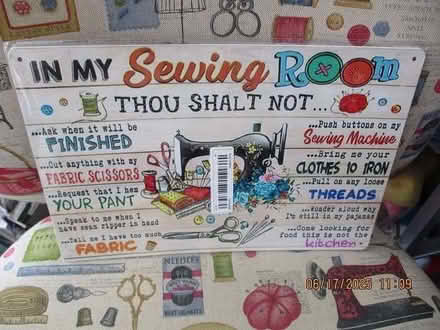 IN MY Sewing ROOM
THOU SHALT NOT...
...Ask when it will be
FINISHED
...Cut anything with my
FABRIC SCISSORS
...Request that I hem
YOUR PANT
...Speak to me when I
have seam ripper in hand
...Tell me I have too much
FABRIC
...Push buttons on my
Sewing Machine
...Bring me your
CLOTHES TO IRON
...Pull on any loose
THREADS
...Wonder aloud why
I'm still in my pajamas
...Come looking for
food this is not the
kitchen
NEEDLES
06/17/2025 11:09